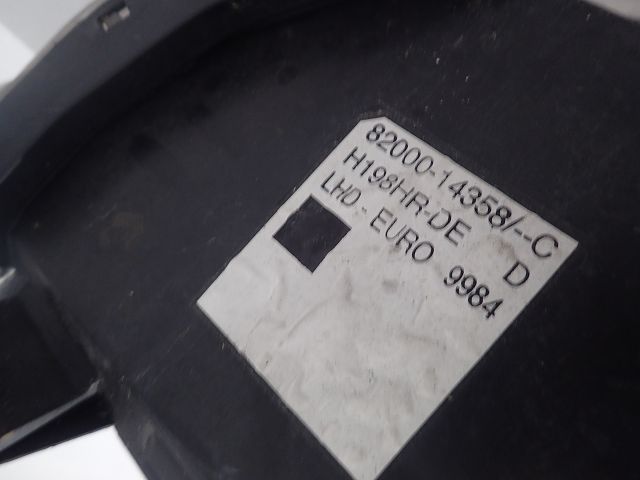 82000-14358/--C
H198HR-DE D
LHD - EURO 9984